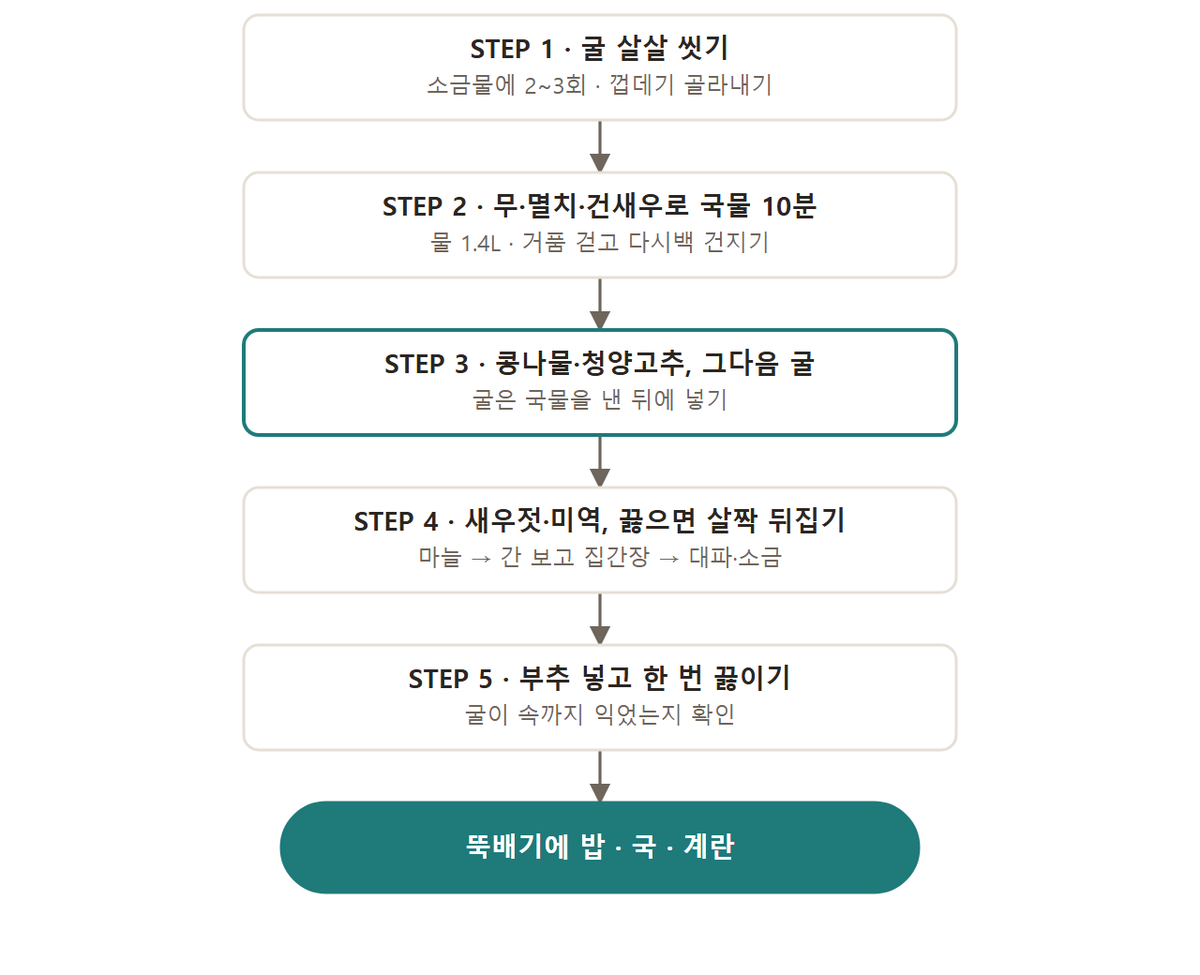 STEP 1 · 굴 살살 씻기
소금물에 2~3회 · 껍데기 골라내기
STEP 2 · 무·멸치·건새우로 국물 10분
물 1.4L · 거품 걷고 다시백 건지기
STEP 3 · 콩나물·청양고추, 그다음 굴
굴은 국물을 낸 뒤에 넣기
STEP 4 · 새우젓·미역, 끓으면 살짝 뒤집기
마늘 → 간 보고 집간장 → 대파·소금
STEP 5 · 부추 넣고 한 번 끓이기
굴이 속까지 익었는지 확인
뚝배기에 밥 · 국 · 계란